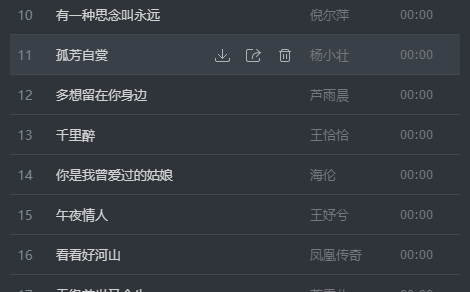 10 有一种思念叫永远 倪尔萍 00:00
11 孤芳自赏 杨小壮 00:00
12 多想留在你身边 芦雨晨 00:00
13 千里醉 王恰恰 00:00
14 你是我曾爱过的姑娘 海伦 00:00
15 午夜情人 王妤兮 00:00
16 看看好河山 凤凰传奇 00:00